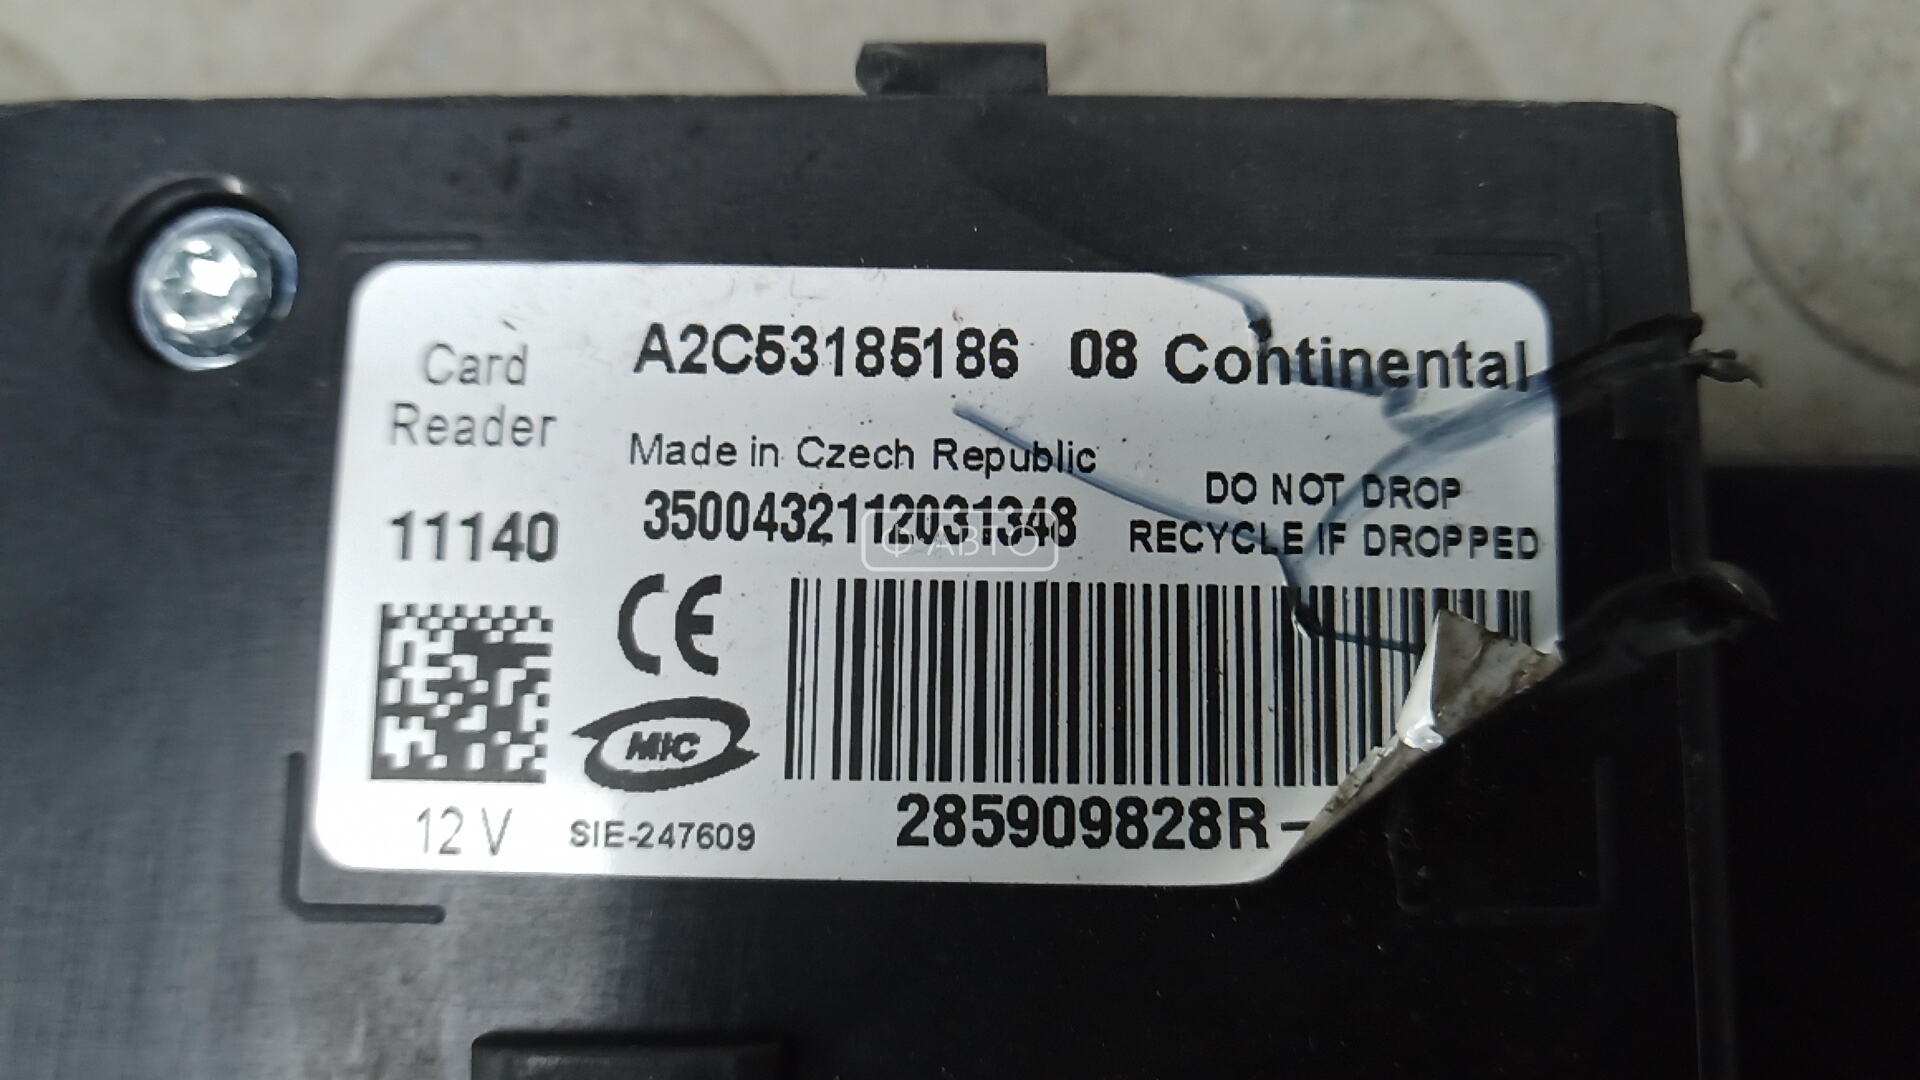 Card
Reader
A2C53185186 08 Continental
Made in Czech Republic
11140
3500432112031348
DO NOT DROP
RECYCLE IF DROPPED
Ф АВТО
CE
MIC
12 V
SIE-247609
285909828R-